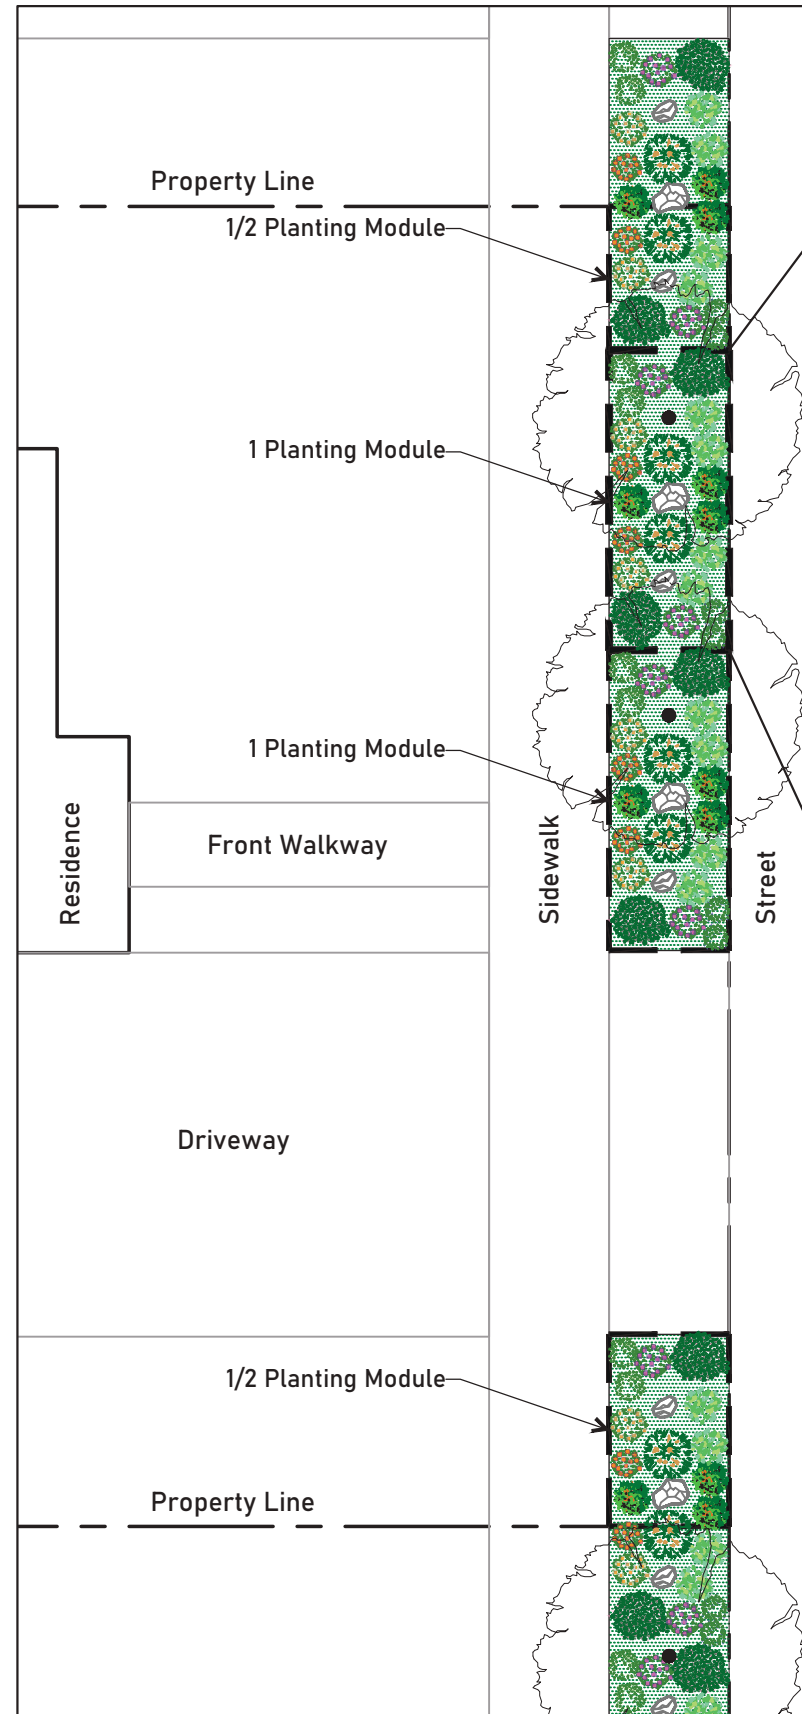 Property Line
1/2 Planting Module
1 Planting Module
1 Planting Module
Residence
Front Walkway
Sidewalk
Street
Driveway
1/2 Planting Module
Property Line